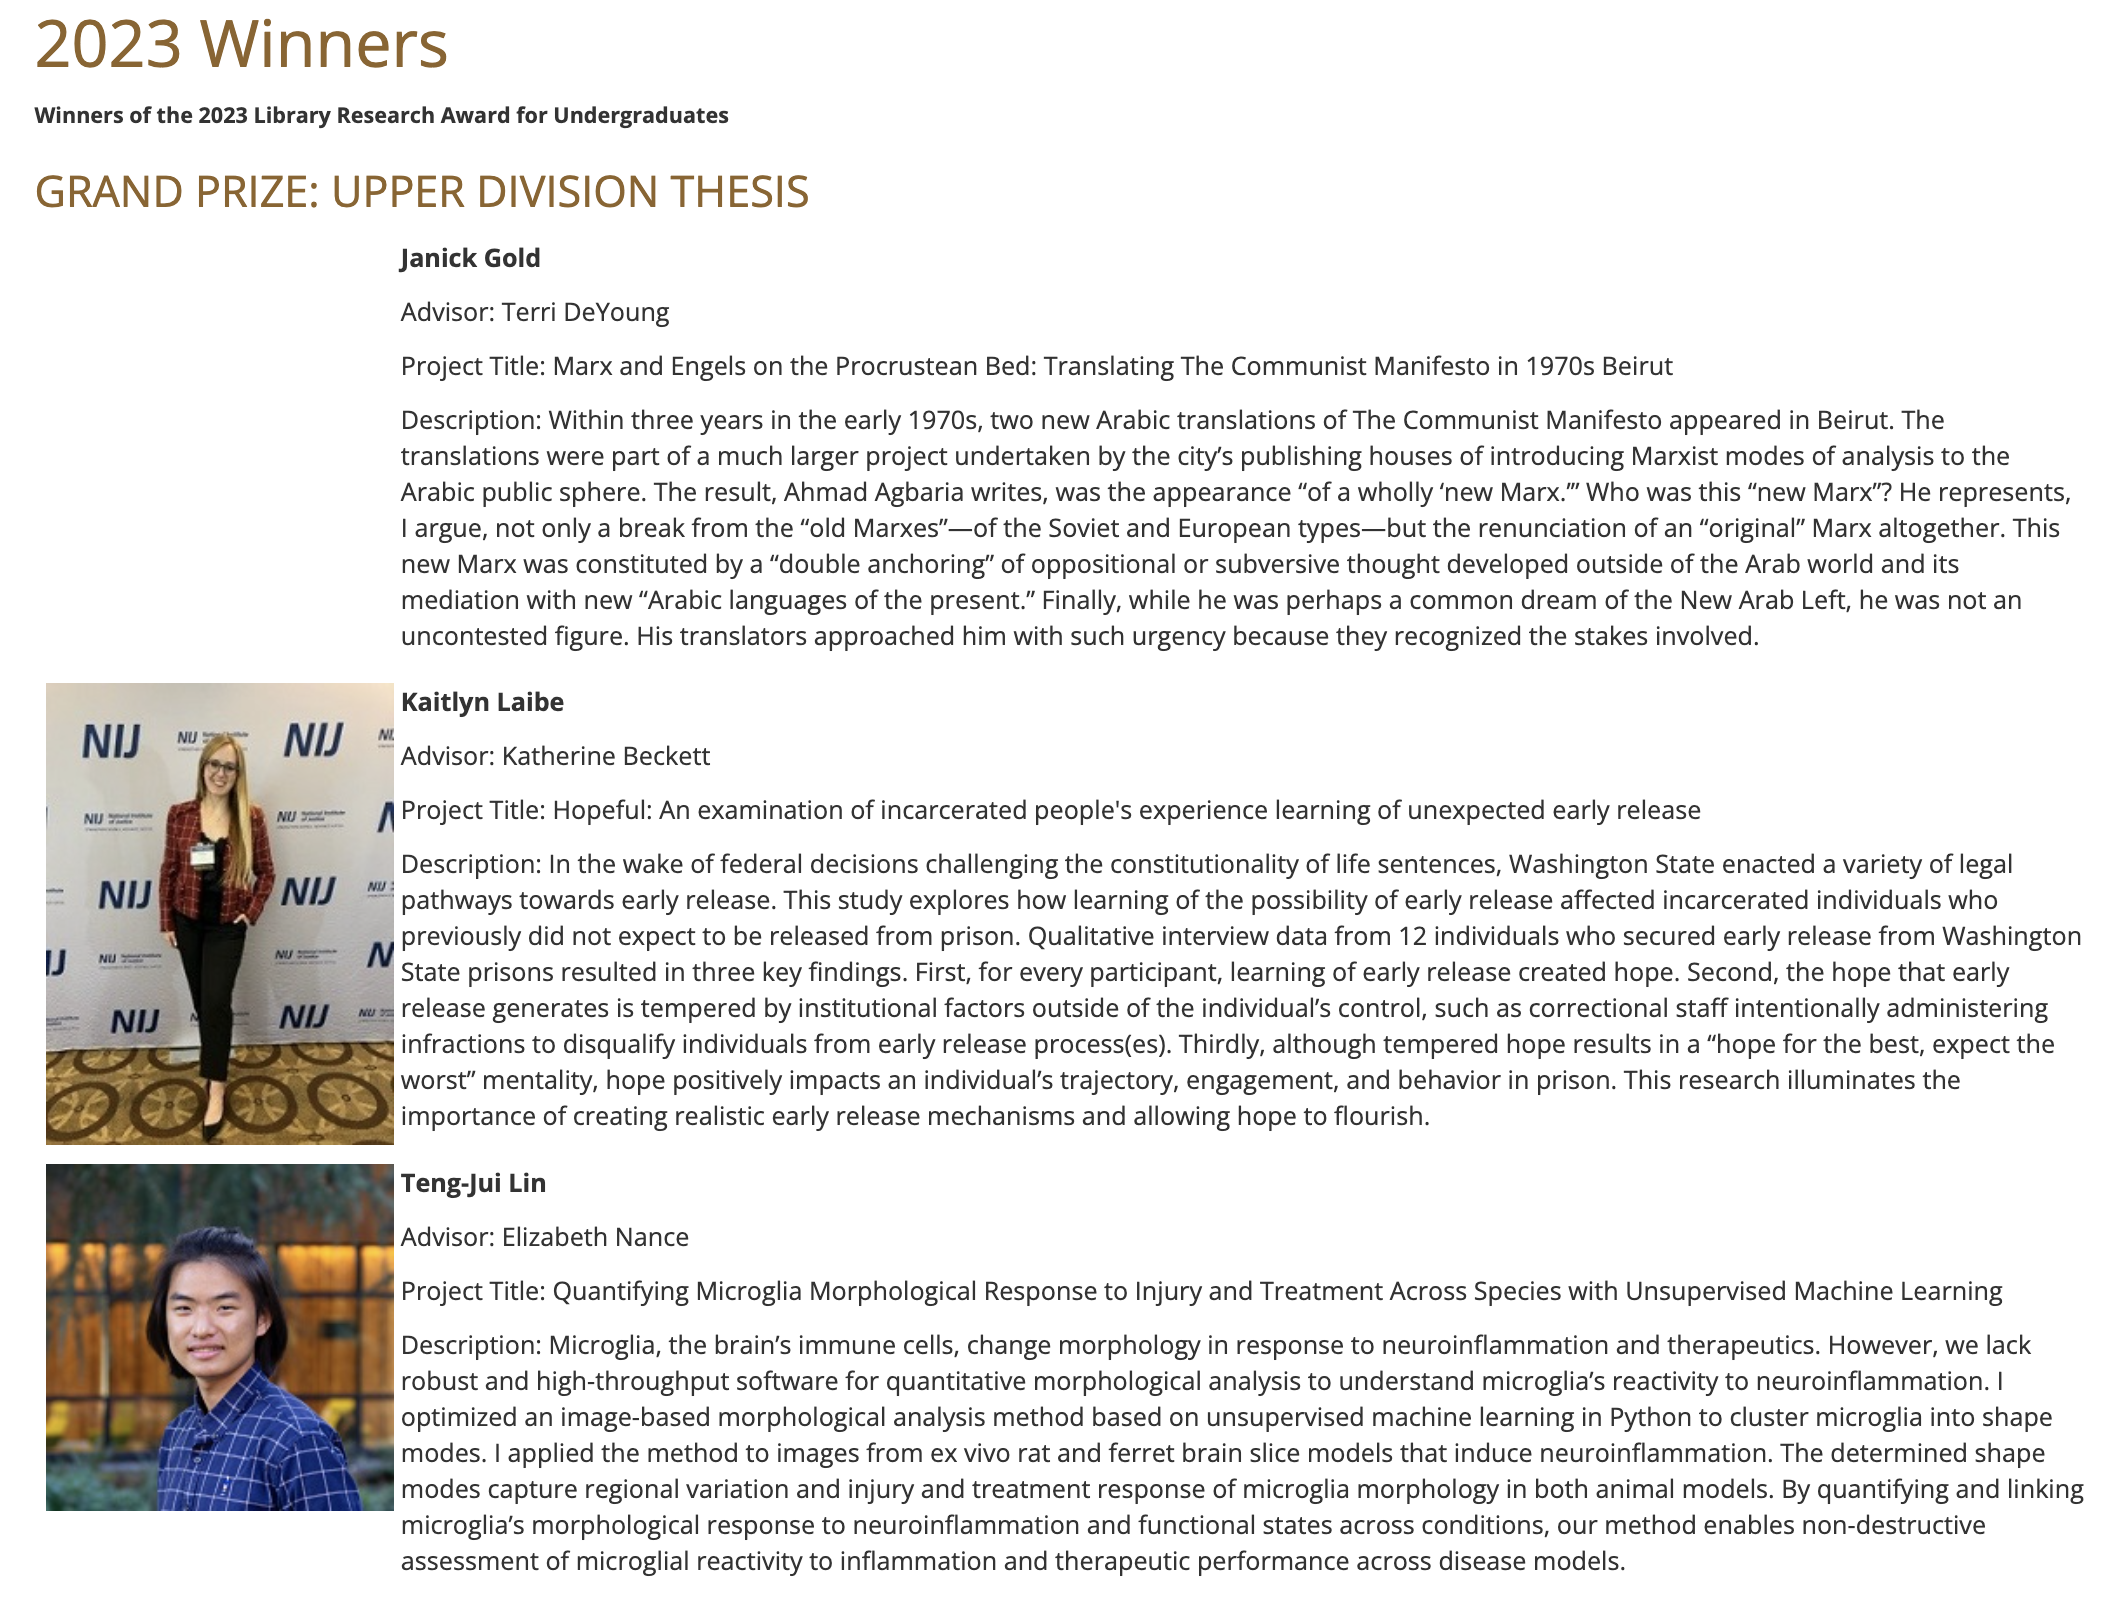 2023 Winners
Winners of the 2023 Library Research Award for Undergraduates
GRAND PRIZE: UPPER DIVISION THESIS
Janick Gold
Advisor: Terri DeYoung
Project Title: Marx and Engels on the Procrustean Bed: Translating The Communist Manifesto in 1970s Beirut
Description: Within three years in the early 1970s, two new Arabic translations of The Communist Manifesto appeared in Beirut. The
translations were part of a much larger project undertaken by the city’s publishing houses of introducing Marxist modes of analysis to the
Arabic public sphere. The result, Ahmad Agbaria writes, was the appearance “of a wholly ‘new Marx.’” Who was this “new Marx”? He represents,
I argue, not only a break from the “old Marxes”—of the Soviet and European types—but the renunciation of an “original” Marx altogether. This
new Marx was constituted by a “double anchoring” of oppositional or subversive thought developed outside of the Arab world and its
mediation with new “Arabic languages of the present.” Finally, while he was perhaps a common dream of the New Arab Left, he was not an
uncontested figure. His translators approached him with such urgency because they recognized the stakes involved.
NIJ NIJ National Institute of Justice NIJ
NIJ National Institute of Justice NIJ National Institute of Justice
NIJ NIJ NIJ
NIJ NIJ
NIJ NIJ NIJ
Kaitlyn Laibe
Advisor: Katherine Beckett
Project Title: Hopeful: An examination of incarcerated people's experience learning of unexpected early release
Description: In the wake of federal decisions challenging the constitutionality of life sentences, Washington State enacted a variety of legal
pathways towards early release. This study explores how learning of the possibility of early release affected incarcerated individuals who
previously did not expect to be released from prison. Qualitative interview data from 12 individuals who secured early release from Washington
State prisons resulted in three key findings. First, for every participant, learning of early release created hope. Second, the hope that early
release generates is tempered by institutional factors outside of the individual’s control, such as correctional staff intentionally administering
infractions to disqualify individuals from early release process(es). Thirdly, although tempered hope results in a “hope for the best, expect the
worst” mentality, hope positively impacts an individual’s trajectory, engagement, and behavior in prison. This research illuminates the
importance of creating realistic early release mechanisms and allowing hope to flourish.
Teng-Jui Lin
Advisor: Elizabeth Nance
Project Title: Quantifying Microglia Morphological Response to Injury and Treatment Across Species with Unsupervised Machine Learning
Description: Microglia, the brain’s immune cells, change morphology in response to neuroinflammation and therapeutics. However, we lack
robust and high-throughput software for quantitative morphological analysis to understand microglia’s reactivity to neuroinflammation. I
optimized an image-based morphological analysis method based on unsupervised machine learning in Python to cluster microglia into shape
modes. I applied the method to images from ex vivo rat and ferret brain slice models that induce neuroinflammation. The determined shape
modes capture regional variation and injury and treatment response of microglia morphology in both animal models. By quantifying and linking
microglia’s morphological response to neuroinflammation and functional states across conditions, our method enables non-destructive
assessment of microglial reactivity to inflammation and therapeutic performance across disease models.